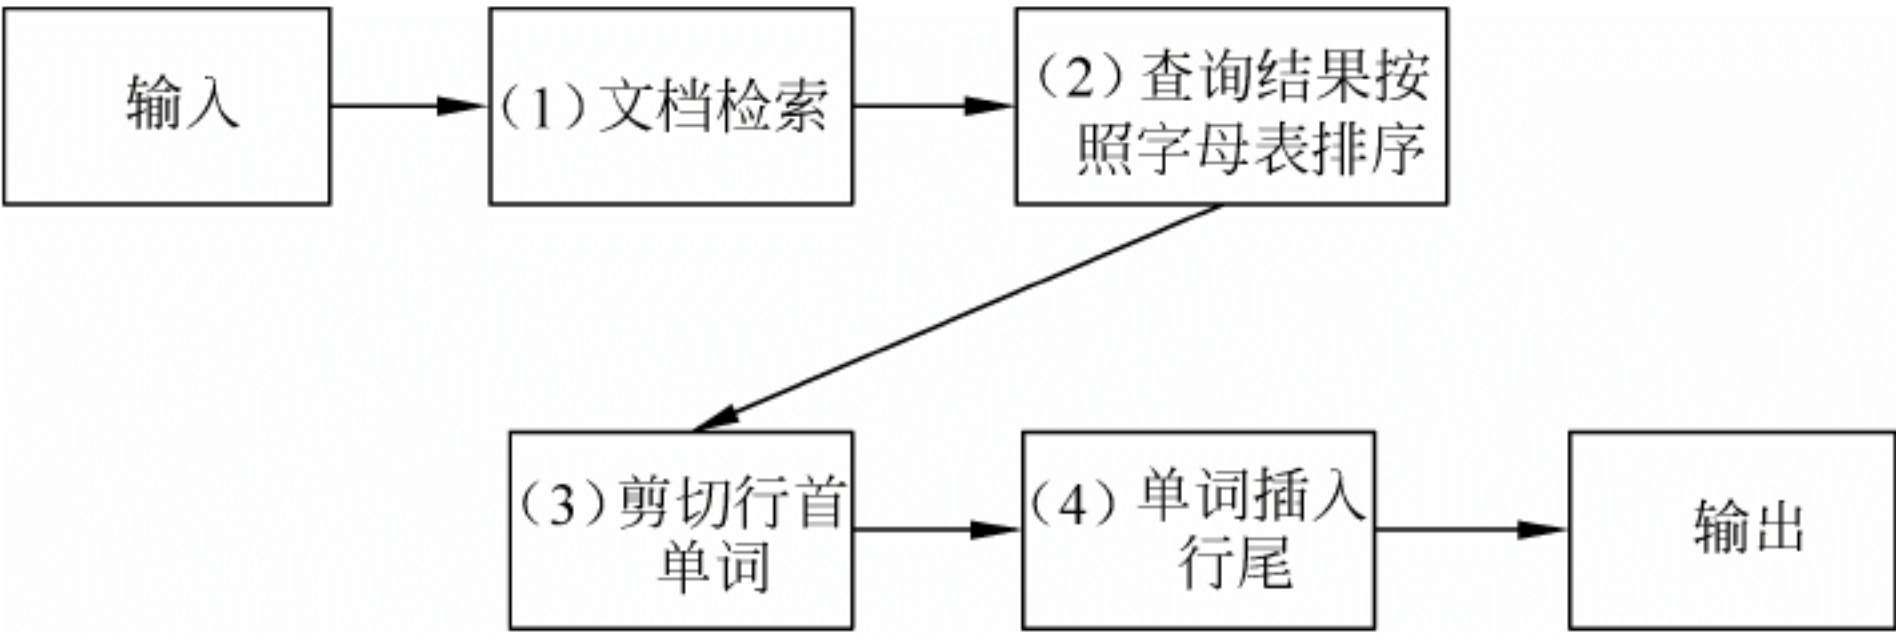 输入
（1）文档检索
（2）查询结果按
照字母表排序
（3）剪切行首
单词
（4）单词插入
行尾
输出